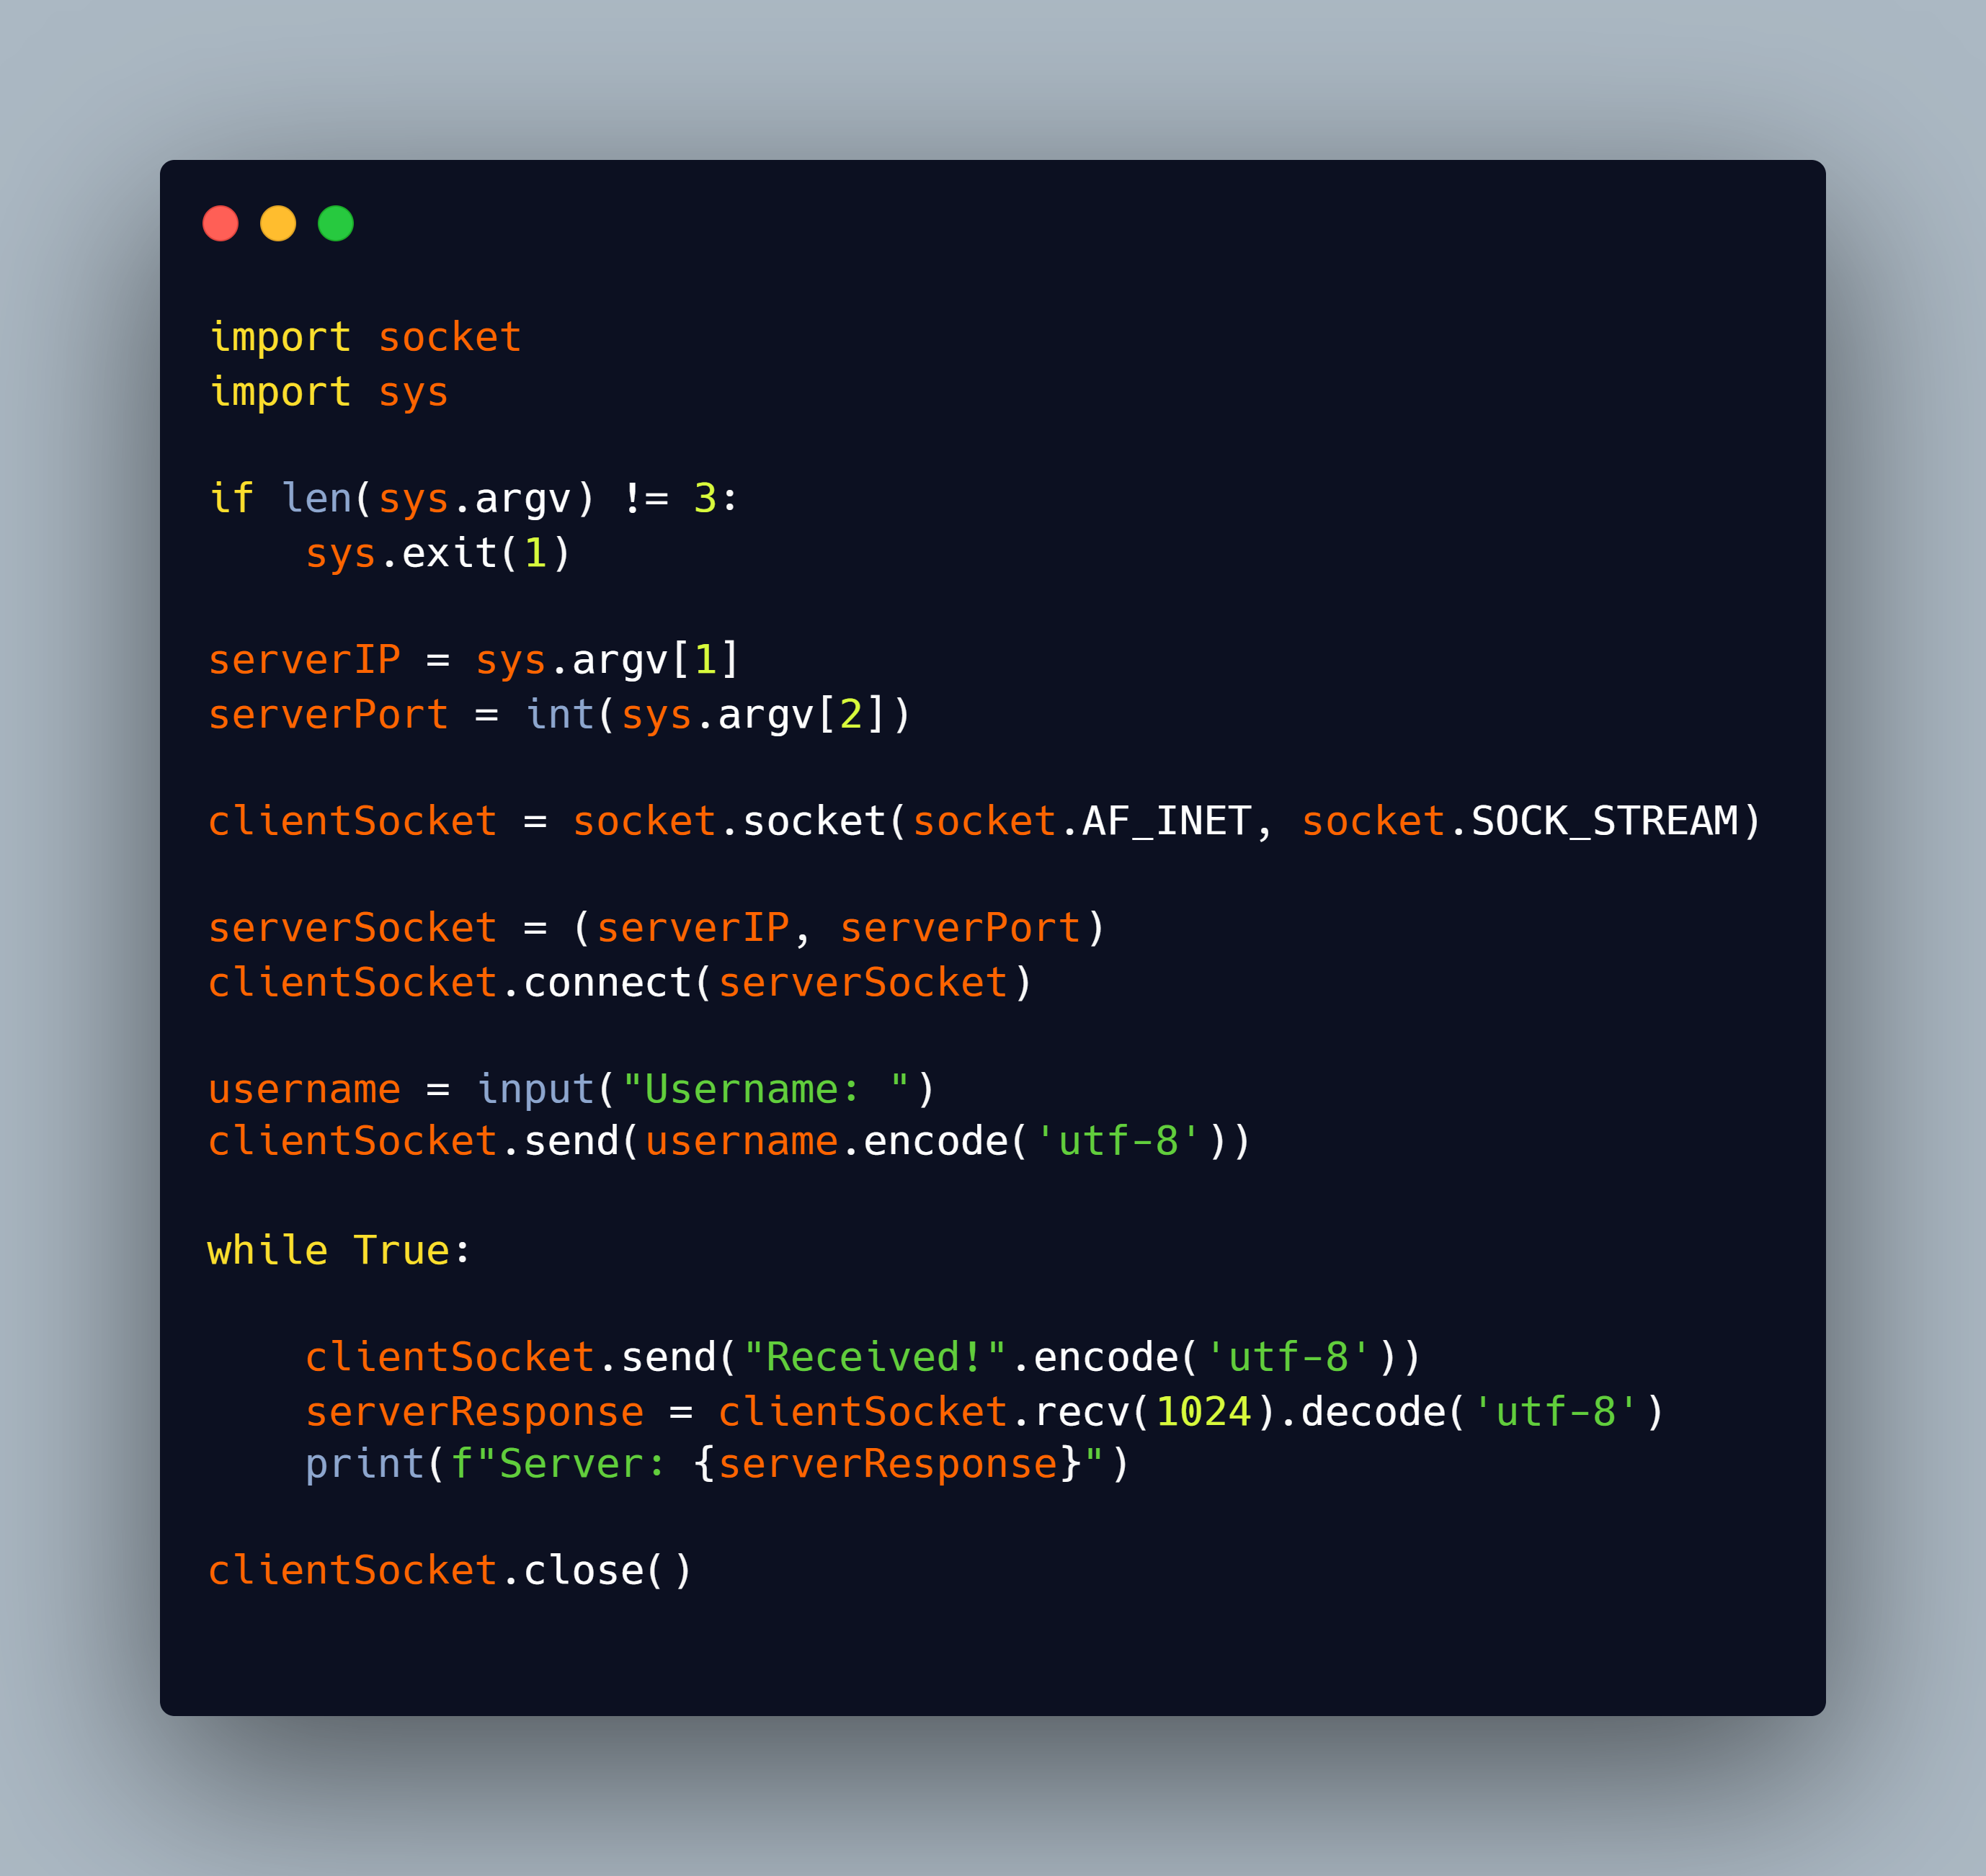 import socket
import sys

if len(sys.argv) != 3:
    sys.exit(1)

serverIP = sys.argv[1]
serverPort = int(sys.argv[2])

clientSocket = socket.socket(socket.AF_INET, socket.SOCK_STREAM)

serverSocket = (serverIP, serverPort)
clientSocket.connect(serverSocket)

username = input("Username: ")
clientSocket.send(username.encode('utf-8'))

while True:

    clientSocket.send("Received!".encode('utf-8'))
    serverResponse = clientSocket.recv(1024).decode('utf-8')
    print(f"Server: {serverResponse}")

clientSocket.close()